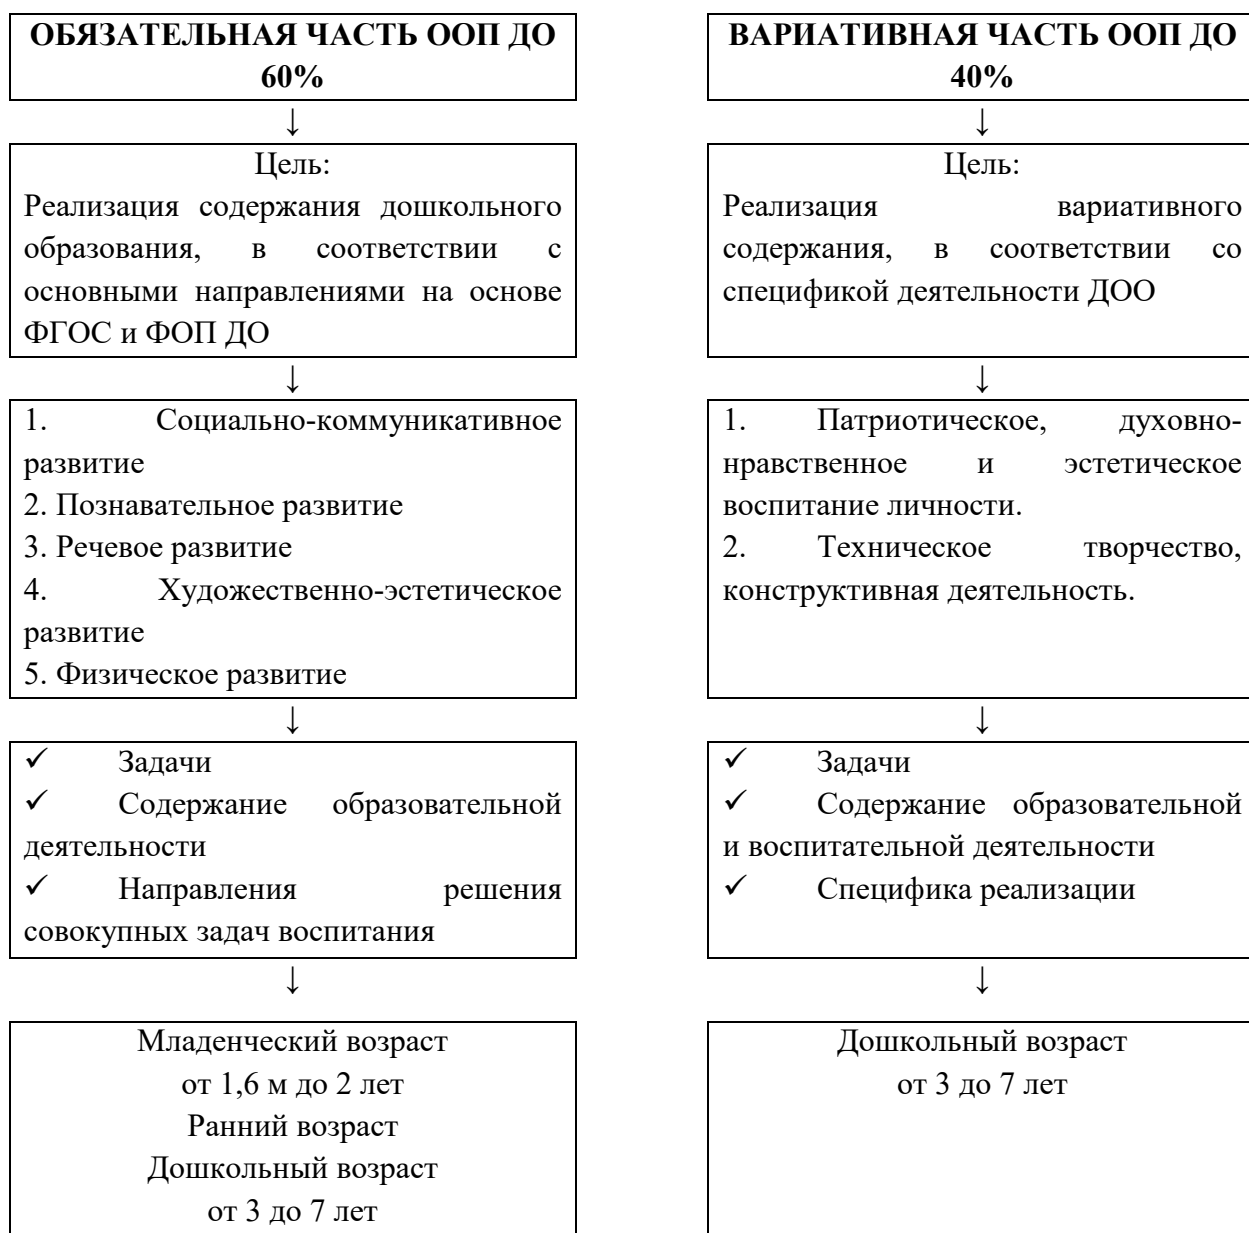 ОБЯЗАТЕЛЬНАЯ ЧАСТЬ ООП ДО
60%
↓
Цель:
Реализация содержания дошкольного
образования, в соответствии с
основными направлениями на основе
ФГОС и ФОП ДО
↓
1. Социально-коммуникативное
развитие
2. Познавательное развитие
3. Речевое развитие
4. Художественно-эстетическое
развитие
5. Физическое развитие
↓
✓ Задачи
✓ Содержание образовательной
деятельности
✓ Направления решения
совокупных задач воспитания
↓
Младенческий возраст
от 1,6 м до 2 лет
Ранний возраст
Дошкольный возраст
от 3 до 7 лет
ВАРИАТИВНАЯ ЧАСТЬ ООП ДО
40%
↓
Цель:
Реализация вариативного
содержания, в соответствии со
спецификой деятельности ДОО
↓
1. Патриотическое, духовно-
нравственное и эстетическое
воспитание личности.
2. Техническое творчество,
конструктивная деятельность.
↓
✓ Задачи
✓ Содержание образовательной
и воспитательной деятельности
✓ Специфика реализации
↓
Дошкольный возраст
от 3 до 7 лет